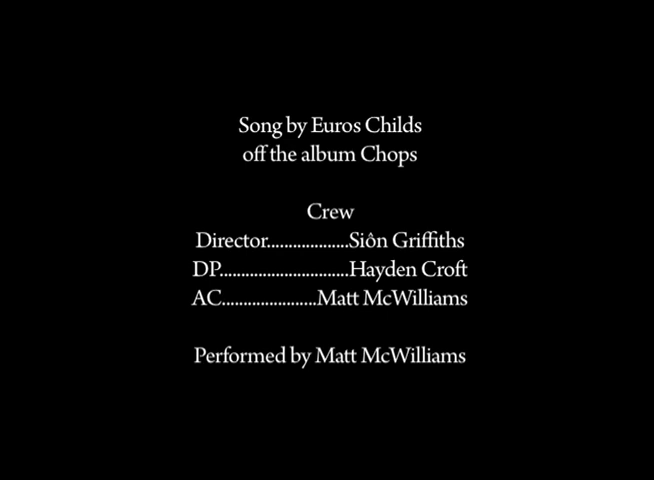 Song by Euros Childs
off the album Chops
Crew
Director...................Siôn Griffiths
DP..............................Hayden Croft
AC......................Matt McWilliams
Performed by Matt McWilliams